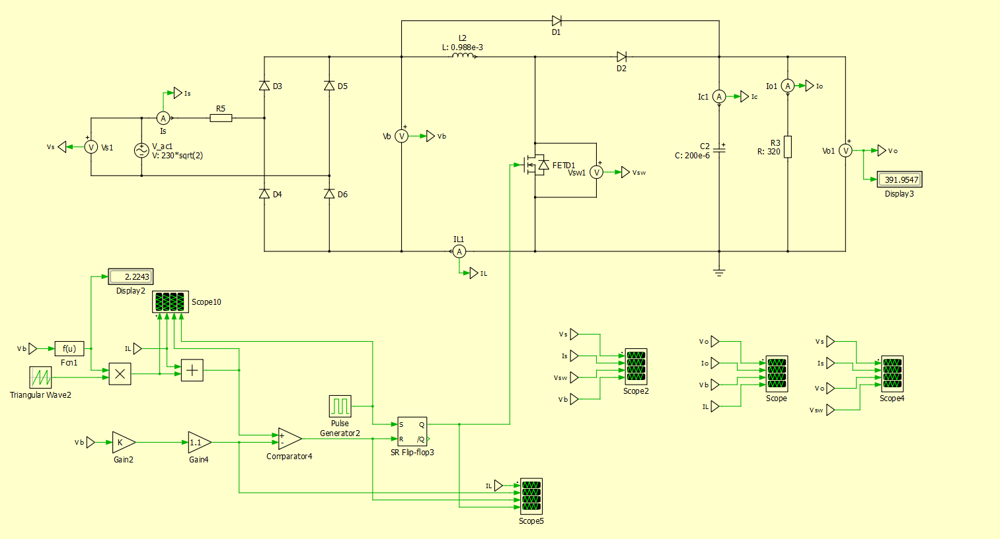 D1
L2
L: 0.988e-3
D2
D3
D5
Is
Is
R5
Vs
V
Vs1
V_ac1
V: 230*sqrt(2)
A
D4
D6
Vb
V
Vb
FETD1
Vsw1
V
Vsw
Ic1
A
Ic
Io1
A
Io
C2
C: 200e-6
R3
R: 320
Vo1
V
Vo
391.9547
Display3
IL1
A
IL
2.2243
Display2
Scope10
Vb
f(u)
Fcn1
IL
Triangular Wave2
Pulse
Generator2
Vb
K
Gain2
1.1
Gain4
Comparator4
S
Q
R
/Q
SR Flip-flop3
IL
Scope5
Vs
Is
Vsw
Vb
Scope2
Vo
Io
Vb
IL
Scope
Vs
Is
Vo
Vsw
Scope4